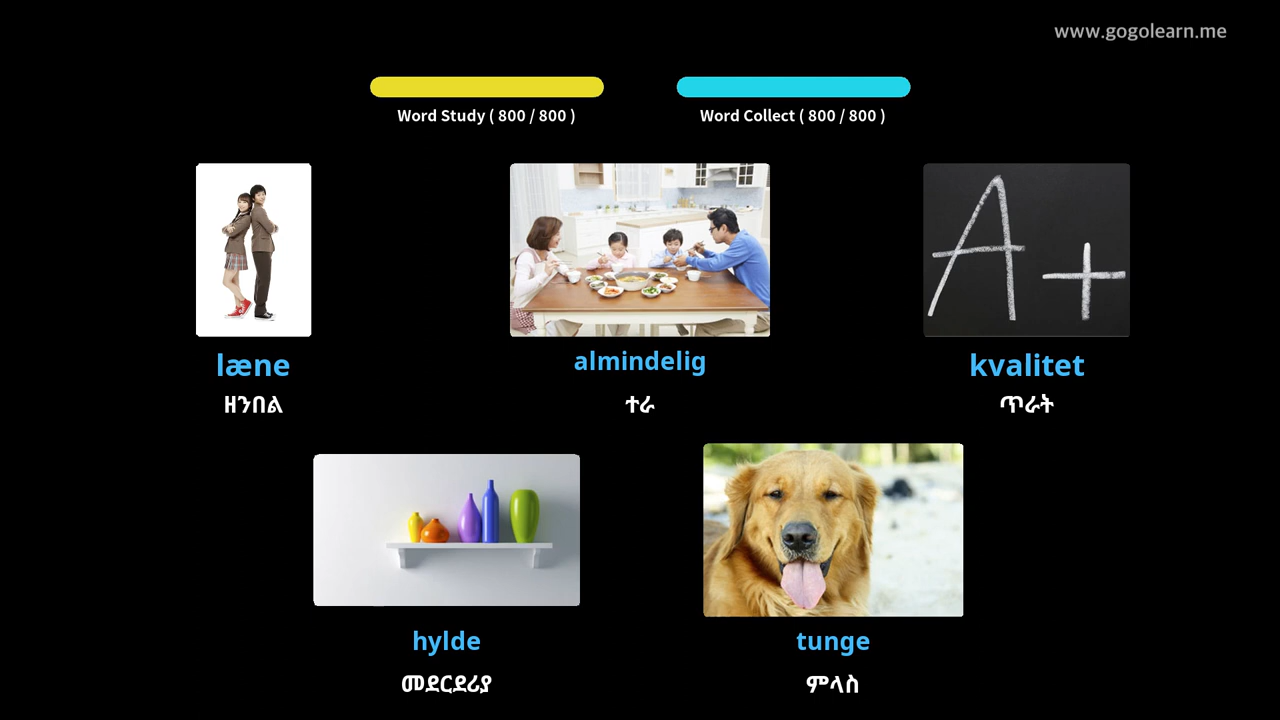 www.gogolearn.me
Word Study ( 800 / 800 )
Word Collect ( 800 / 800 )
A+
læne
ዘንበል
almindelig
ተራ
kvalitet
ጥራት
hylde
መደርደሪያ
tunge
ምላስ